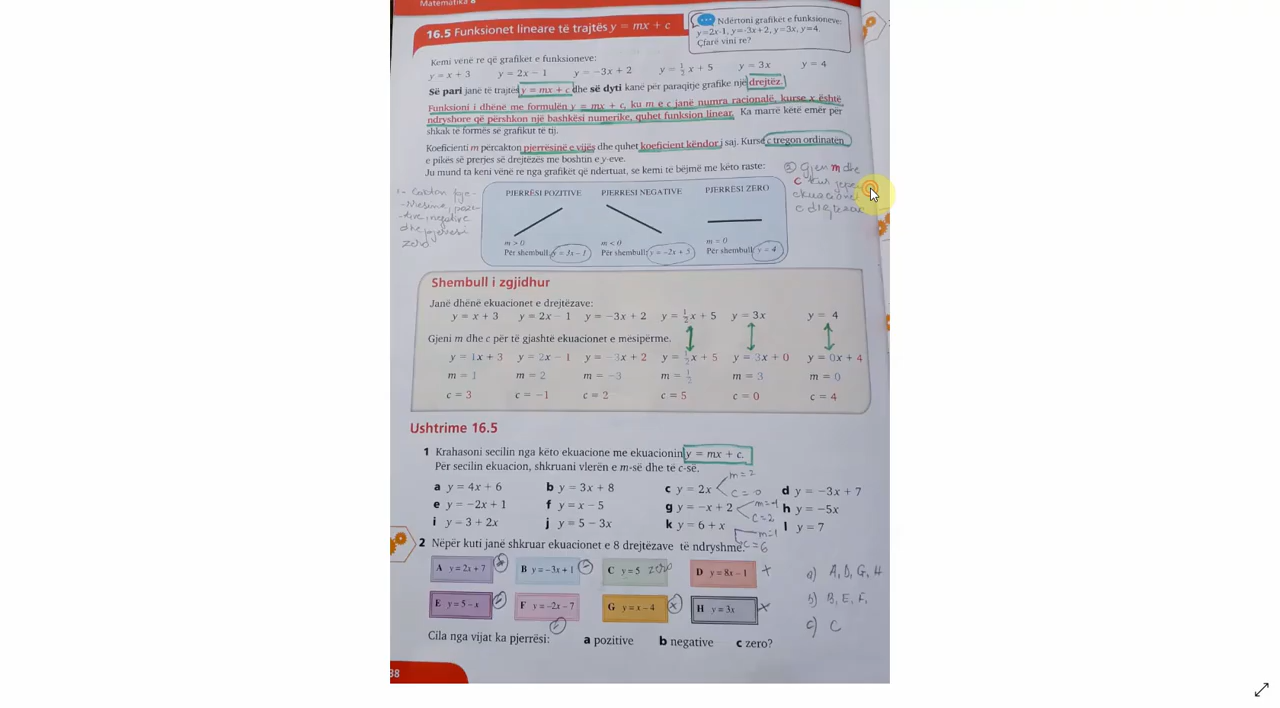 Matematika 8
16.5 Funksionet lineare të trajtës y = mx + c
Ndërtoni grafikët e funksioneve:
y=2x-1, y=-3x+2, y=3x, y=4.
Çfarë vini re?
Kemi vënë re që grafikët e funksioneve:
y = x + 3 y = 2x − 1 y = −3x + 2 y = 1/2 x + 5 y = 3x y = 4
Së pari janë të trajtës y = mx + c dhe së dyti kanë për paraqitje grafike një drejtëz.
Funksioni i dhënë me formulën y = mx + c, ku m e c janë numra racionalë, kurse x është
ndryshore që përshkon një bashkësi numerike, quhet funksion linear. Ka marrë këtë emër për
shkak të formës së grafikut të tij.
Koeficienti m përcakton pjerrësinë e vijës dhe quhet koeficient këndor i saj. Kurse c tregon ordinatën
e pikës së prerjes së drejtëzës me boshtin e y-eve.
Ju mund ta keni vënë re nga grafikët që ndërtuat, se kemi të bëjmë me këto raste:
③ Gjen m dhe
c kur jepet
ekuacioni
PJERRËSI POZITIVE PJERRËSI NEGATIVE PJERRËSI ZERO
zero
m > 0 m < 0 m = 0
Për shembull: y = 3x − 1 Për shembull: y = −2x + 3 Për shembull: y = 4
Shembull i zgjidhur
Janë dhënë ekuacionet e drejtëzave:
y = x + 3 y = 2x − 1 y = −3x + 2 y = 1/2 x + 5 y = 3x y = 4
Gjeni m dhe c për të gjashtë ekuacionet e mësipërme.
y = 1x + 3 y = 2x − 1 y = −3x + 2 y = 1/2 x + 5 y = 3x + 0 y = 0x + 4
m = 1 m = 2 m = −3 m = 1/2 m = 3 m = 0
c = 3 c = −1 c = 2 c = 5 c = 0 c = 4
Ushtrime 16.5
1 Krahasoni secilin nga këto ekuacione me ekuacionin y = mx + c.
Për secilin ekuacion, shkruani vlerën e m-së dhe të c-së.
a y = 4x + 6 b y = 3x + 8 c y = 2x m = 2 c = 0 d y = −3x + 7
e y = −2x + 1 f y = x − 5 g y = −x + 2 m=-1 c=2 h y = −5x
i y = 3 + 2x j y = 5 − 3x k y = 6 + x m=1 c=6 l y = 7
2 Nëpër kuti janë shkruar ekuacionet e 8 drejtëzave të ndryshme.
A y = 2x + 7 B y = −3x + 1 C y = 5 zero D y = 8x − 1 +
E y = 5 − x F y = −2x − 7 G y = x − 4 H y = 3x
a) A, D, G, H
b) B, E, F,
c) C
Cila nga vijat ka pjerrësi: a pozitive b negative c zero?
38